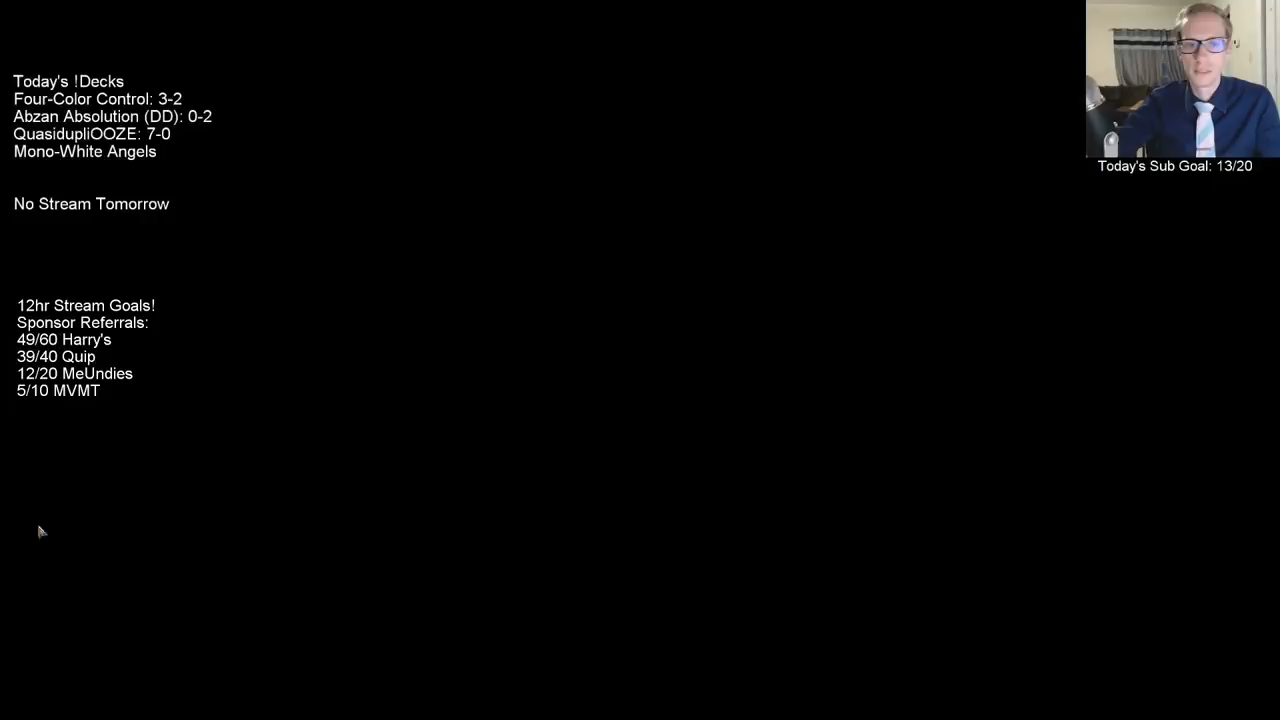 Today's !Decks
Four-Color Control: 3-2
Abzan Absolution (DD): 0-2
QuasidupliOOZE: 7-0
Mono-White Angels
No Stream Tomorrow
12hr Stream Goals!
Sponsor Referrals:
49/60 Harry's
39/40 Quip
12/20 MeUndies
5/10 MVMT
Today's Sub Goal: 13/20